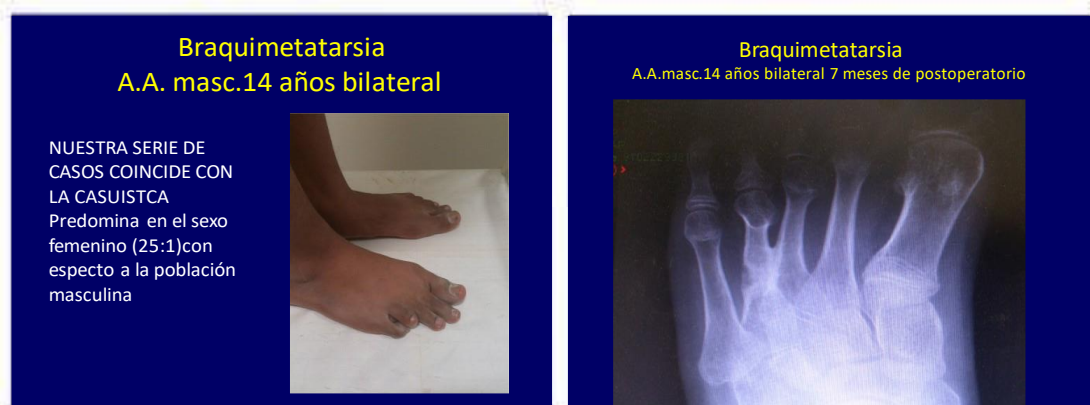 Braquimetatarsia
A.A. masc.14 años bilateral
NUESTRA SERIE DE
CASOS COINCIDE CON
LA CASUISTCA
Predomina en el sexo
femenino (25:1)con
especto a la población
masculina
Braquimetatarsia
A.A.masc.14 años bilateral 7 meses de postoperatorio